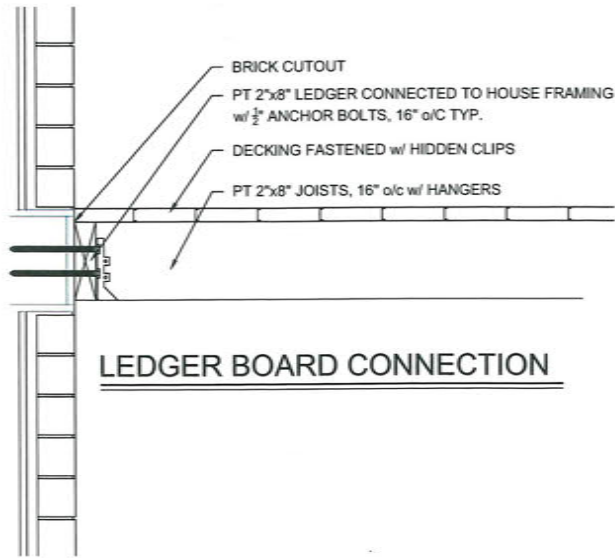 BRICK CUTOUT
PT 2"x8" LEDGER CONNECTED TO HOUSE FRAMING
w/ ½" ANCHOR BOLTS, 16" o/C TYP.
DECKING FASTENED w/ HIDDEN CLIPS
PT 2"x8" JOISTS, 16" o/c w/ HANGERS
LEDGER BOARD CONNECTION